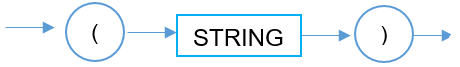 ( STRING )